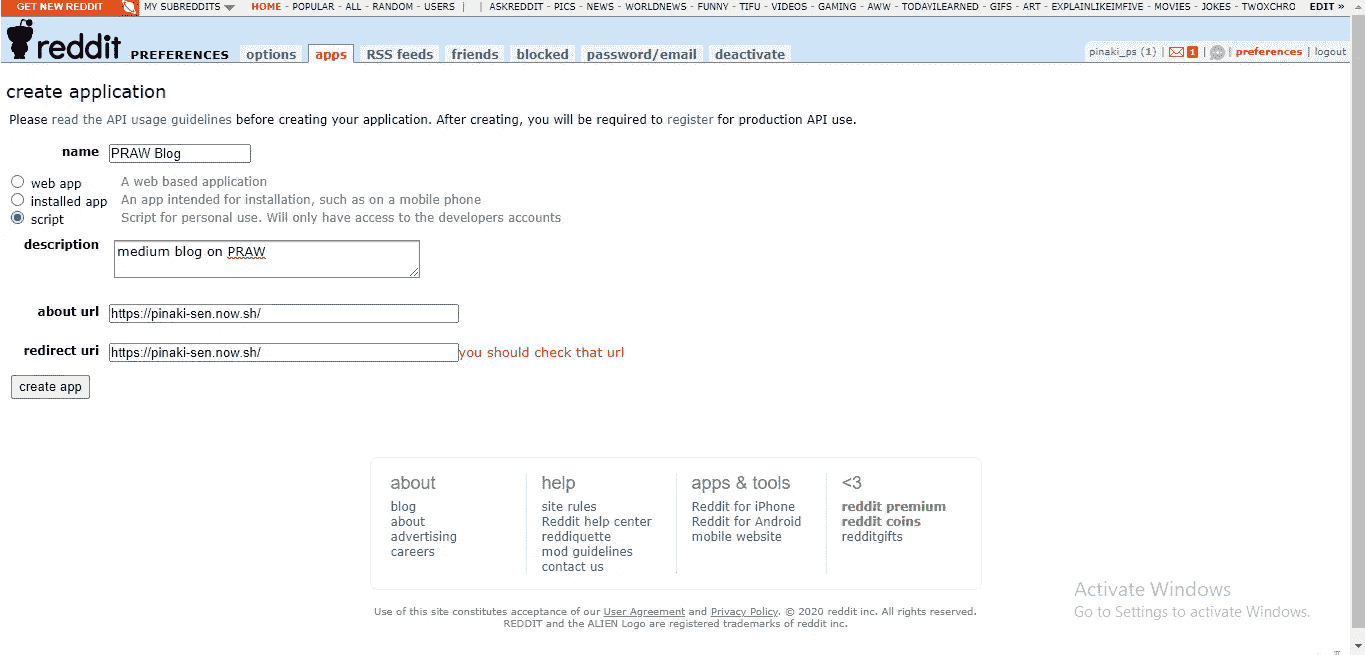 GET NEW REDDIT MY SUBREDDITS HOME - POPULAR - ALL - RANDOM - USERS | | ASKREDDIT - PICS - NEWS - WORLDNEWS - FUNNY - TIFU - VIDEOS - GAMING - AWW - TODAYILEARNED - GIFS - ART - EXPLAINLIKEIMFIVE - MOVIES - JOKES - TWOXCHRO EDIT »
reddit PREFERENCES options apps RSS feeds friends blocked password/email deactivate pinaki_ps (1) | 1 | | preferences | logout
create application
Please read the API usage guidelines before creating your application. After creating, you will be required to register for production API use.
name PRAW Blog
web app A web based application
installed app An app intended for installation, such as on a mobile phone
script Script for personal use. Will only have access to the developers accounts
description medium blog on PRAW
about url https://pinaki-sen.now.sh/
redirect uri https://pinaki-sen.now.sh/ you should check that url
create app
about help apps & tools <3
blog site rules Reddit for iPhone reddit premium
about Reddit help center Reddit for Android reddit coins
advertising reddiquette mobile website redditgifts
careers mod guidelines
contact us
Activate Windows
Go to Settings to activate Windows.
Use of this site constitutes acceptance of our User Agreement and Privacy Policy. © 2020 reddit inc. All rights reserved.
REDDIT and the ALIEN Logo are registered trademarks of reddit inc.